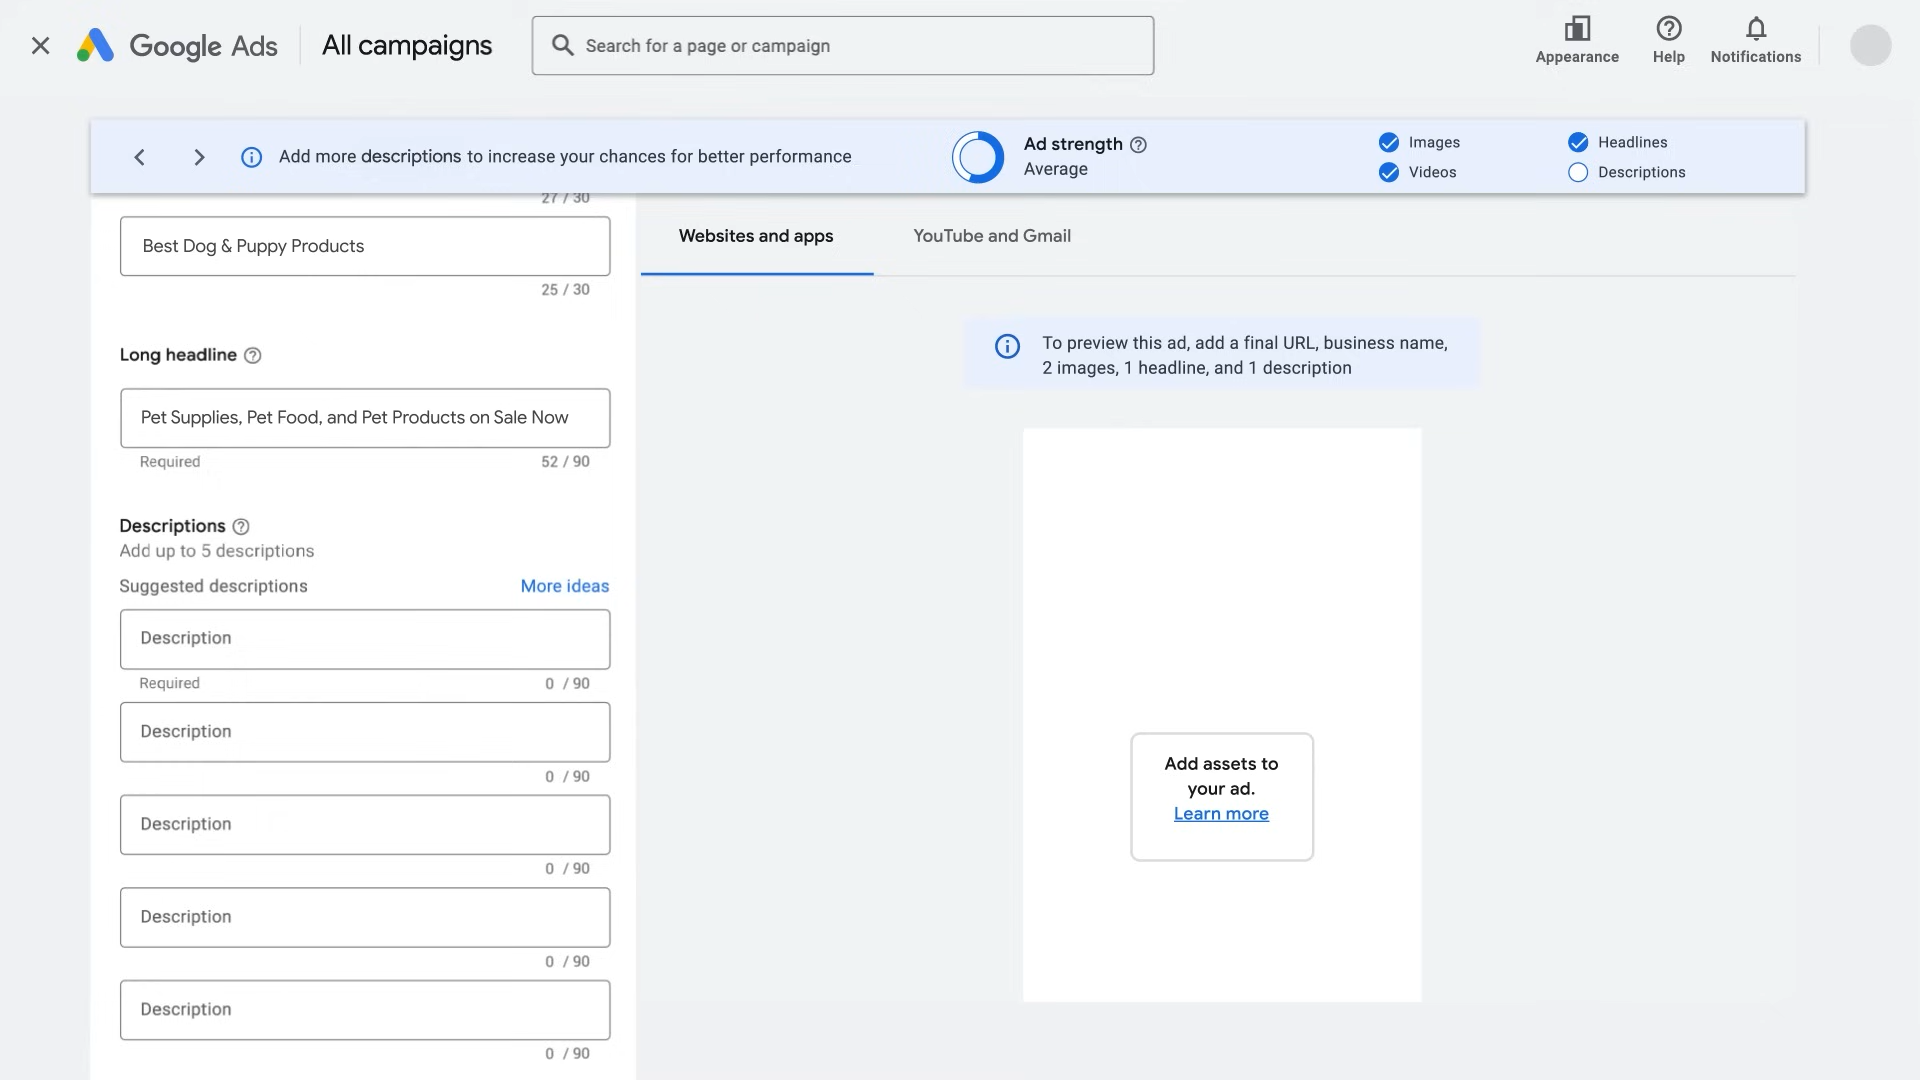 Google Ads
All campaigns
Search for a page or campaign
Appearance
Help
Notifications
Add more descriptions to increase your chances for better performance
Ad strength
Average
Images
Videos
Headlines
Descriptions
27 / 30
Best Dog & Puppy Products
25 / 30
Long headline
Pet Supplies, Pet Food, and Pet Products on Sale Now
Required
52 / 90
Descriptions
Add up to 5 descriptions
Suggested descriptions
More ideas
Description
Required
0 / 90
Description
0 / 90
Description
0 / 90
Description
0 / 90
Description
0 / 90
Websites and apps
YouTube and Gmail
To preview this ad, add a final URL, business name,
2 images, 1 headline, and 1 description
Add assets to
your ad.
Learn more